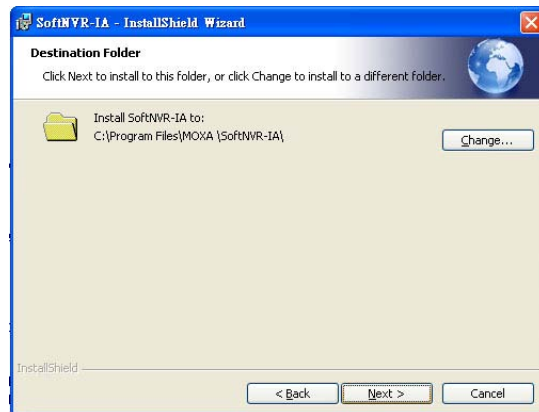 SoftNVR-IA - InstallShield Wizard
Destination Folder
Click Next to install to this folder, or click Change to install to a different folder.
Install SoftNVR-IA to:
C:\Program Files\MOXA \SoftNVR-IA\
Change...
InstallShield
< Back
Next >
Cancel